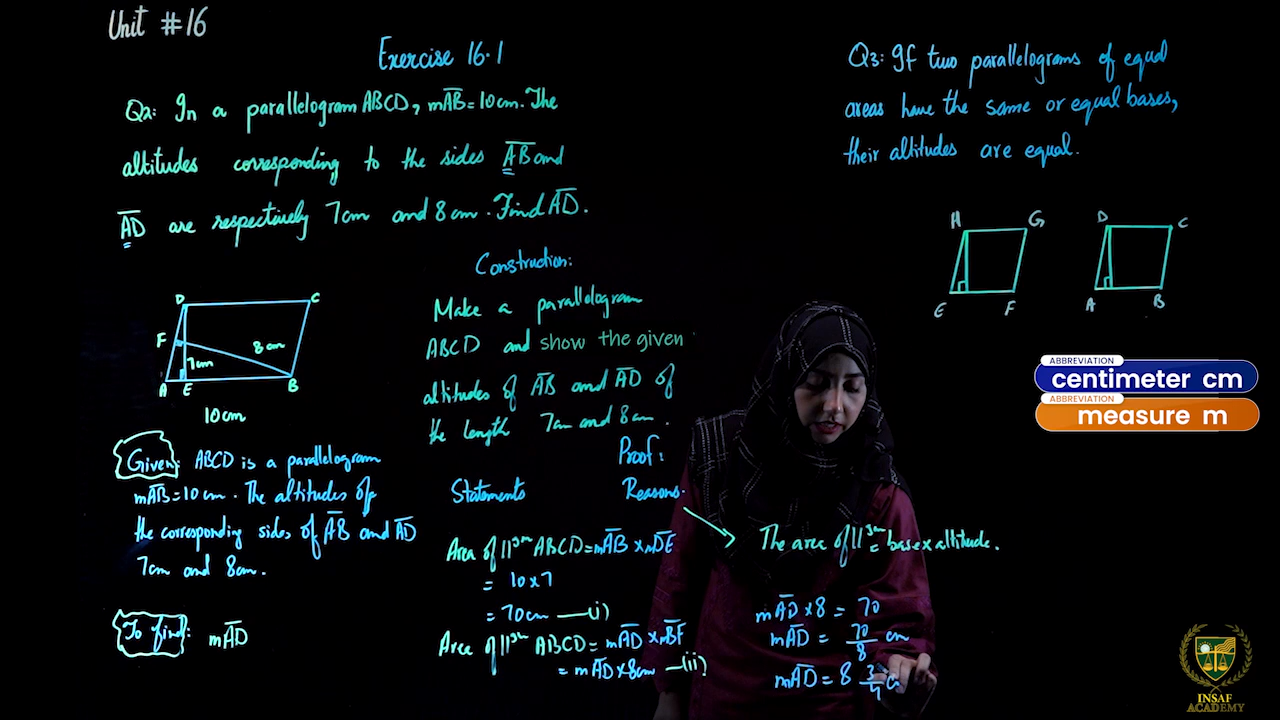 Unit #16
Exercise 16.1
Q2: In a parallelogram ABCD, mAB = 10cm. The
altitudes corresponding to the sides AB and
AD are respectively 7cm and 8cm. Find AD.
D C
F
8cm
7cm
A E B
10cm
Given: ABCD is a parallelogram
mAB = 10cm. The altitudes of
the corresponding sides of AB and AD
7cm and 8cm.
To find: mAD
Construction:
Make a parallelogram
ABCD and show the given
altitudes of AB and AD of
the length 7cm and 8cm.
Proof:
Statements Reasons.
Area of ||gm ABCD = mAB × mDE
= 10×7
= 70cm —(i)
Area of ||gm ABCD = mAD × mBF
= mAD × 8cm —(ii)
The area of ||gm = base × altitude.
mAD × 8 = 70
mAD = 70/8 cm
mAD = 8 3/4 c
Q3: If two parallelograms of equal
areas have the same or equal bases,
their altitudes are equal.
H G D C
E F A B
ABBREVIATION
centimeter cm
ABBREVIATION
measure m
INSAF
ACADEMY